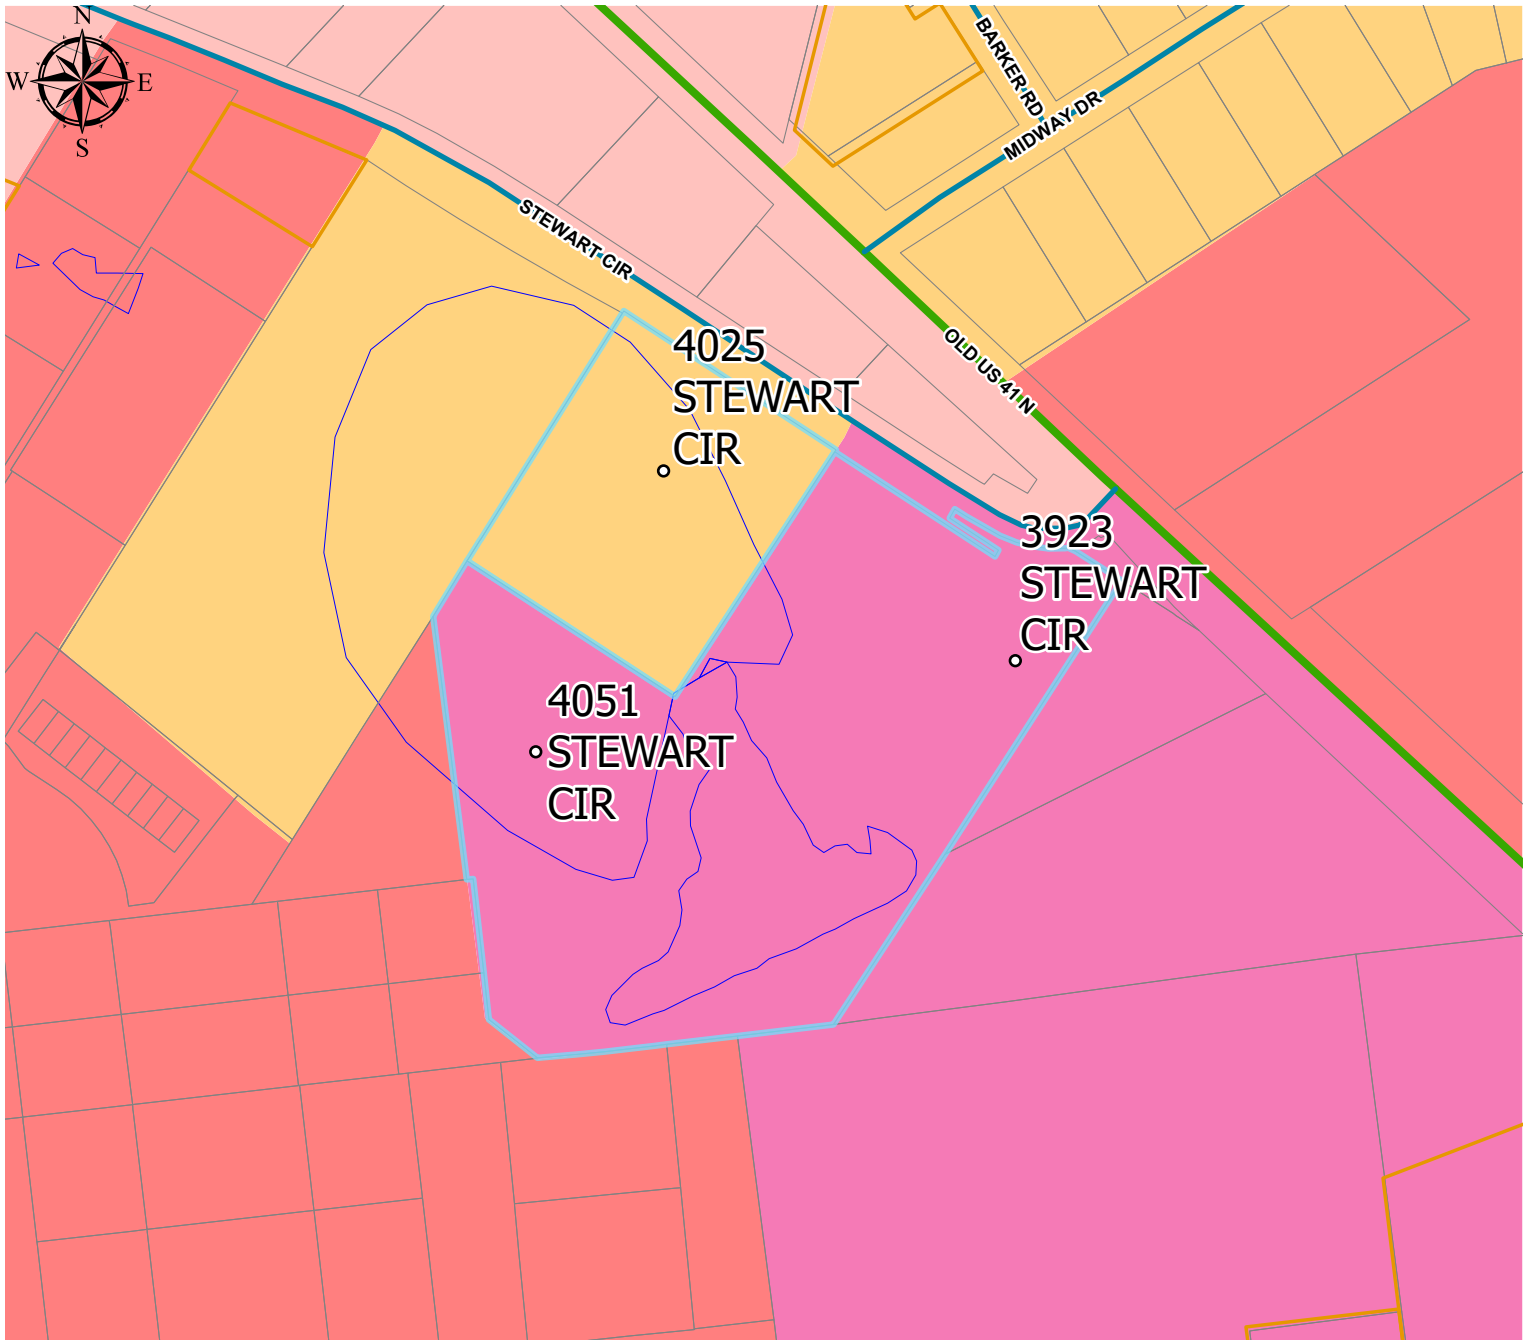 N
W
E
S
BARKER RD
MIDWAY DR
STEWART CIR
OLD US 41 N
4025
STEWART
CIR
3923
STEWART
CIR
4051
STEWART
CIR